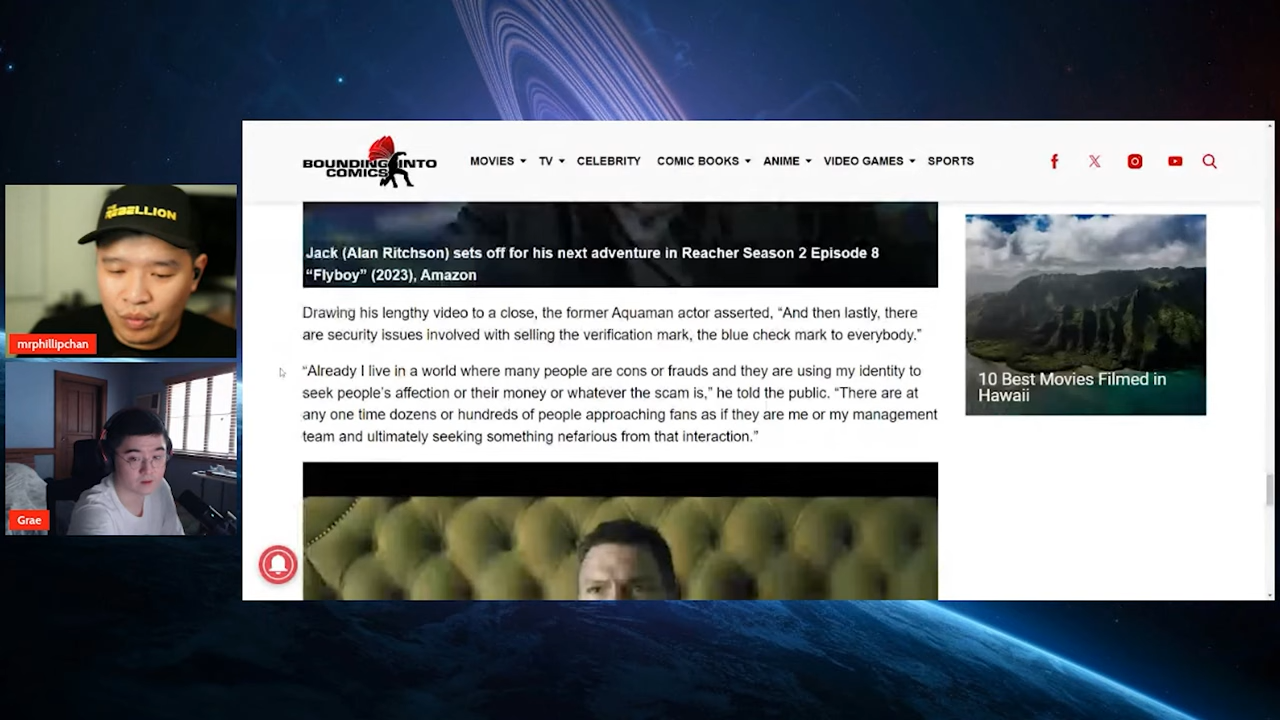 REBELLION
mrphillipchan
Grae
BOUNDING INTO
COMICS
MOVIES
TV
CELEBRITY
COMIC BOOKS
ANIME
VIDEO GAMES
SPORTS
Jack (Alan Ritchson) sets off for his next adventure in Reacher Season 2 Episode 8
“Flyboy” (2023), Amazon
Drawing his lengthy video to a close, the former Aquaman actor asserted, “And then lastly, there
are security issues involved with selling the verification mark, the blue check mark to everybody.”
“Already I live in a world where many people are cons or frauds and they are using my identity to
seek people’s affection or their money or whatever the scam is,” he told the public. “There are at
any one time dozens or hundreds of people approaching fans as if they are me or my management
team and ultimately seeking something nefarious from that interaction.”
10 Best Movies Filmed in
Hawaii